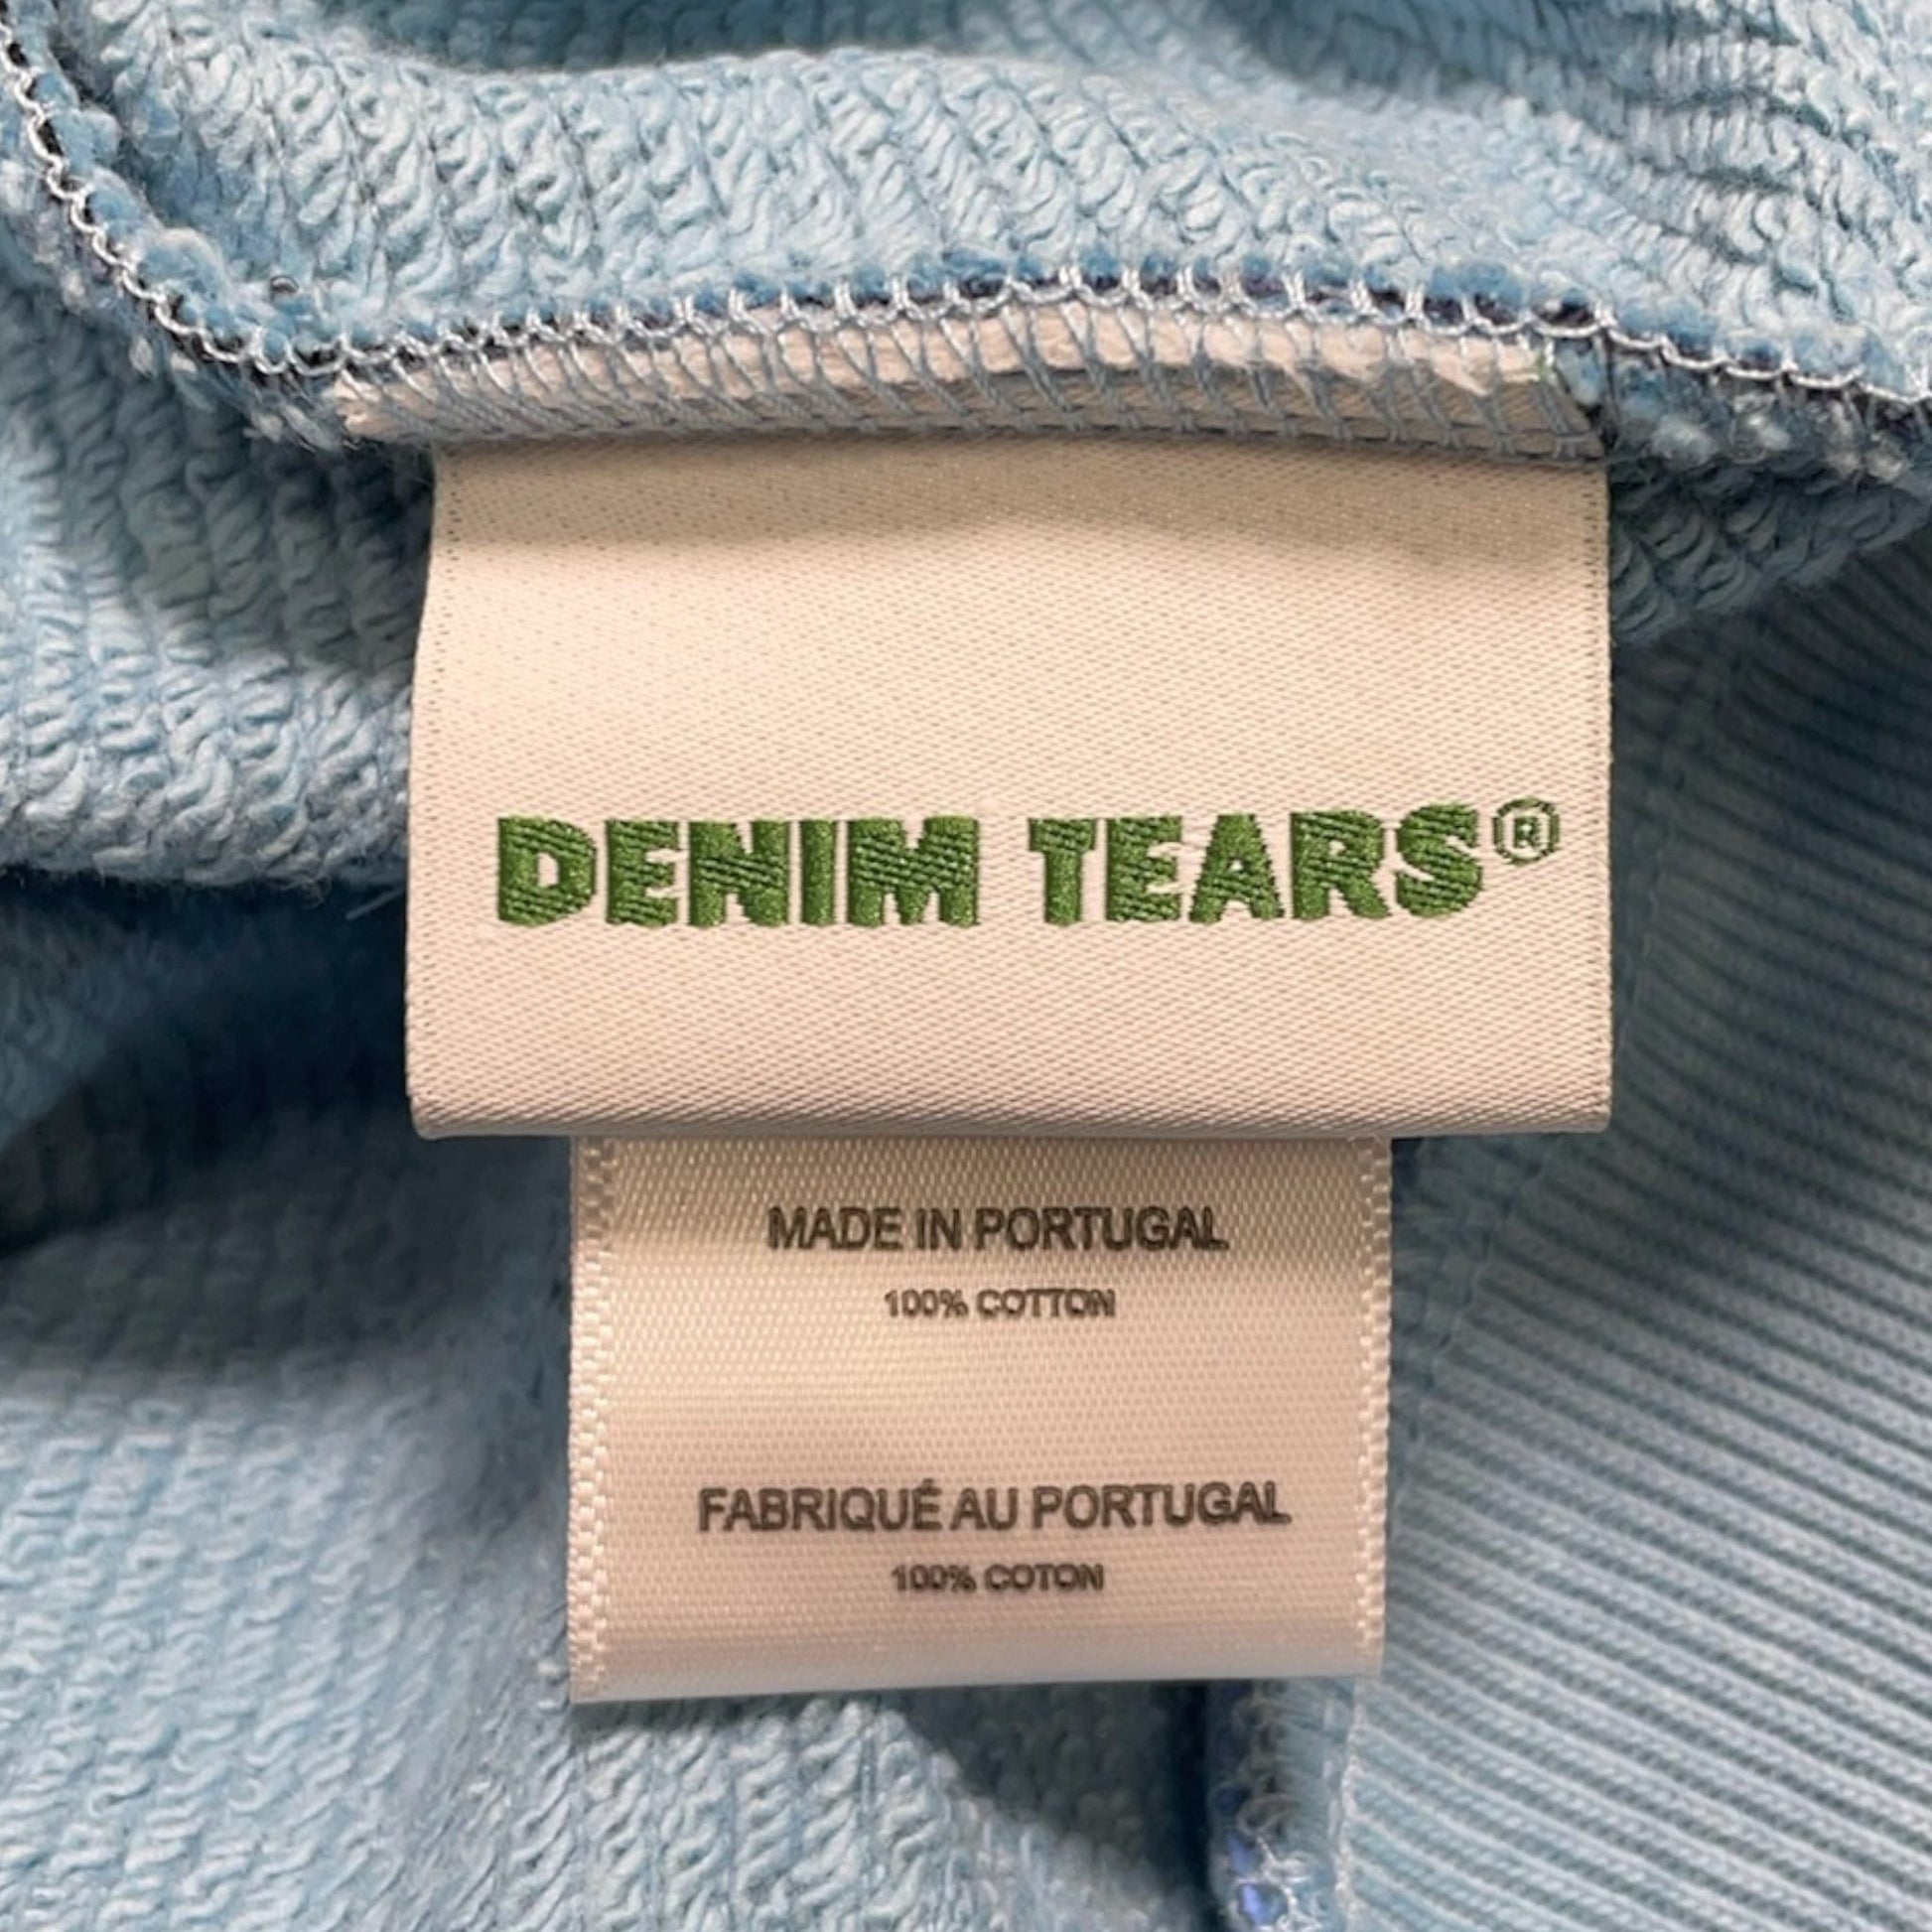 DENIM TEARS®
MADE IN PORTUGAL
100% COTTON
FABRIQUÉ AU PORTUGAL
100% COTON